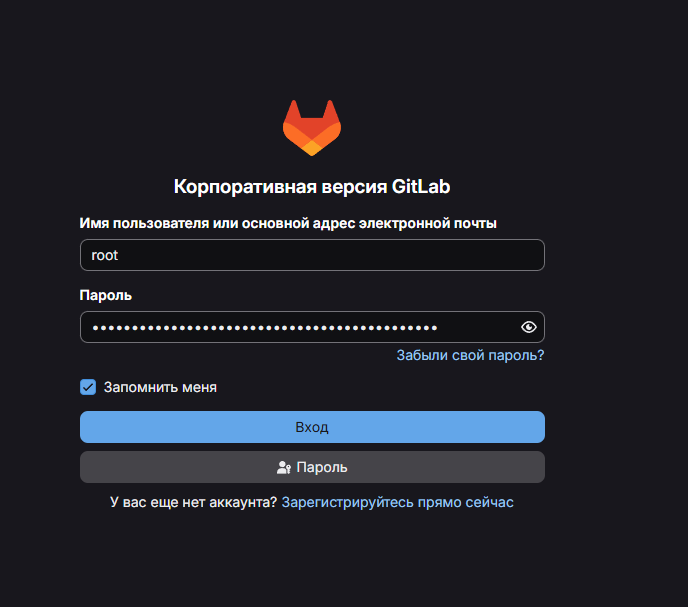 Корпоративная версия GitLab
Имя пользователя или основной адрес электронной почты
root
Пароль
••••••••••••••••••••••••••••••••••••••••••••
Забыли свой пароль?
Запомнить меня
Вход
Пароль
У вас еще нет аккаунта? Зарегистрируйтесь прямо сейчас